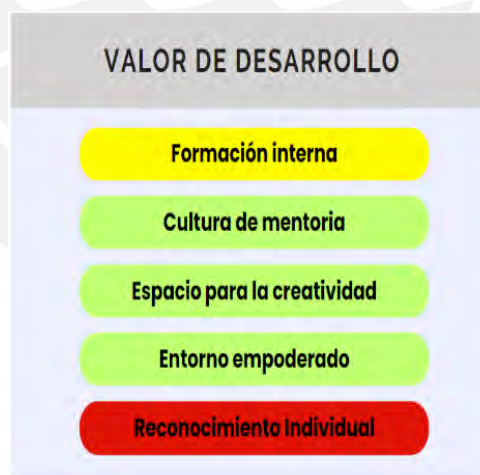 VALOR DE DESARROLLO
Formación interna
Cultura de mentoria
Espacio para la creatividad
Entorno empoderado
Reconocimiento Individual